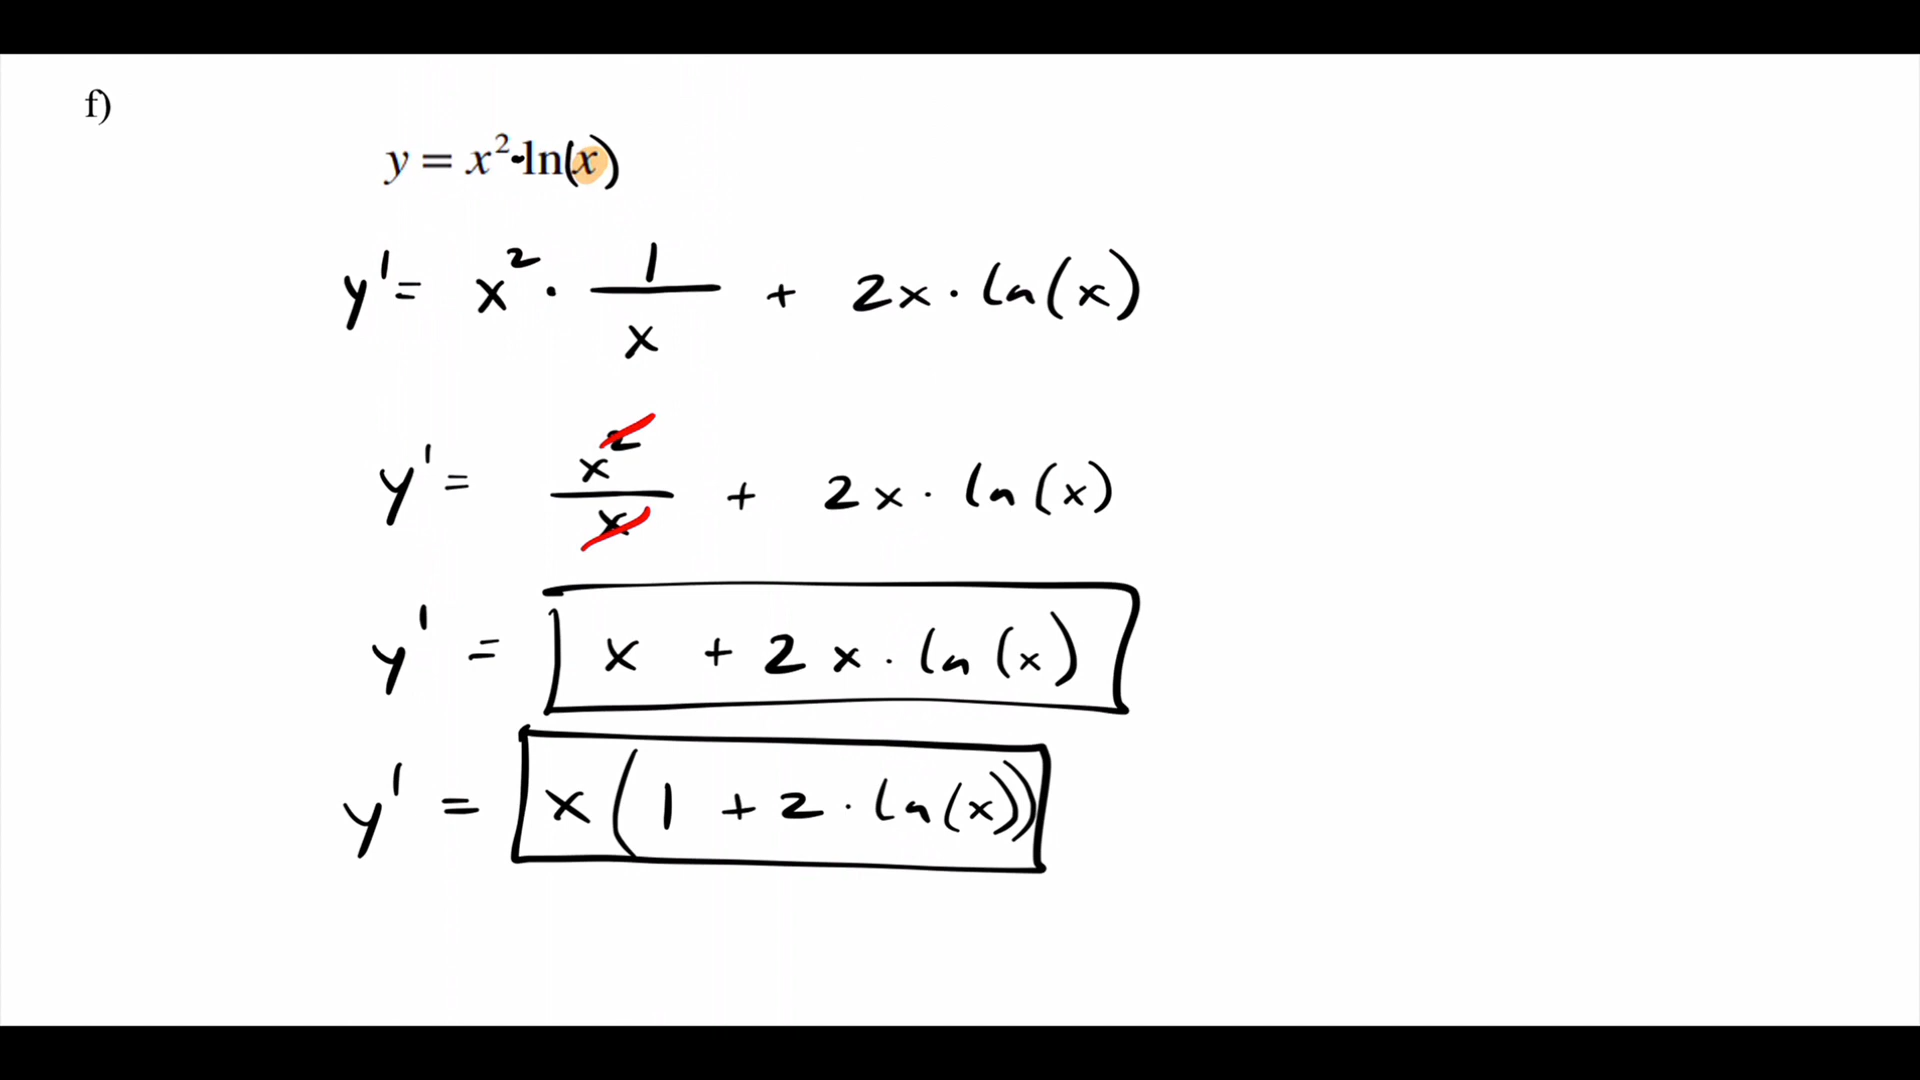 f)
y = x²·ln(x)
y' = x² · 1/x + 2x · ln(x)
y' = x²/x + 2x · ln(x)
y' = x + 2x · ln(x)
y' = x(1 + 2 · ln(x))